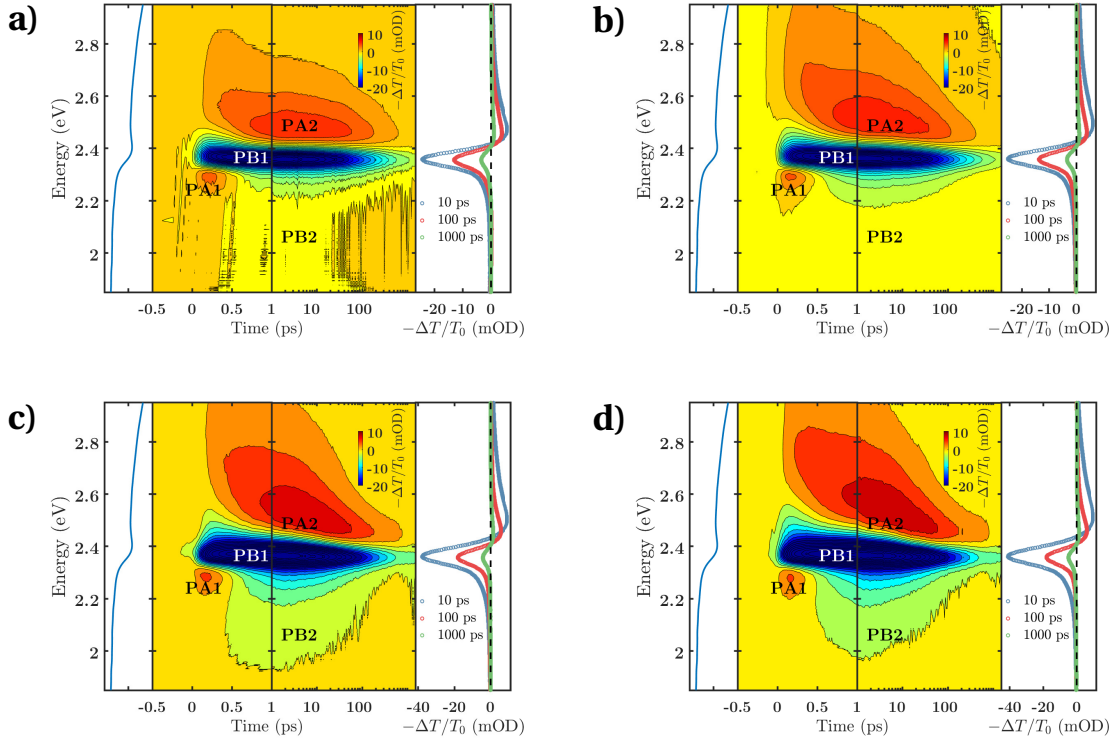 a)
Energy (eV)
2.8
2.6
2.4
2.2
2
10
0
-10
-20
−ΔT/T0 (mOD)
PA2
PB1
PA1
PB2
10 ps
100 ps
1000 ps
-0.5 0 0.5 1 10 100
Time (ps)
-20 -10 0
−ΔT/T0 (mOD)
b)
Energy (eV)
2.8
2.6
2.4
2.2
2
10
0
-10
-20
−ΔT/T0 (mOD)
PA2
PB1
PA1
PB2
10 ps
100 ps
1000 ps
-0.5 0 0.5 1 10 100
Time (ps)
-20 -10 0
−ΔT/T0 (mOD)
c)
Energy (eV)
2.8
2.6
2.4
2.2
2
10
0
-10
-20
−ΔT/T0 (mOD)
PA2
PB1
PA1
PB2
10 ps
100 ps
1000 ps
-0.5 0 0.5 1 10 100
Time (ps)
-40 -20 0
−ΔT/T0 (mOD)
d)
Energy (eV)
2.8
2.6
2.4
2.2
2
10
0
-10
-20
−ΔT/T0 (mOD)
PA2
PB1
PA1
PB2
10 ps
100 ps
1000 ps
-0.5 0 0.5 1 10 100
Time (ps)
-40 -20 0
−ΔT/T0 (mOD)